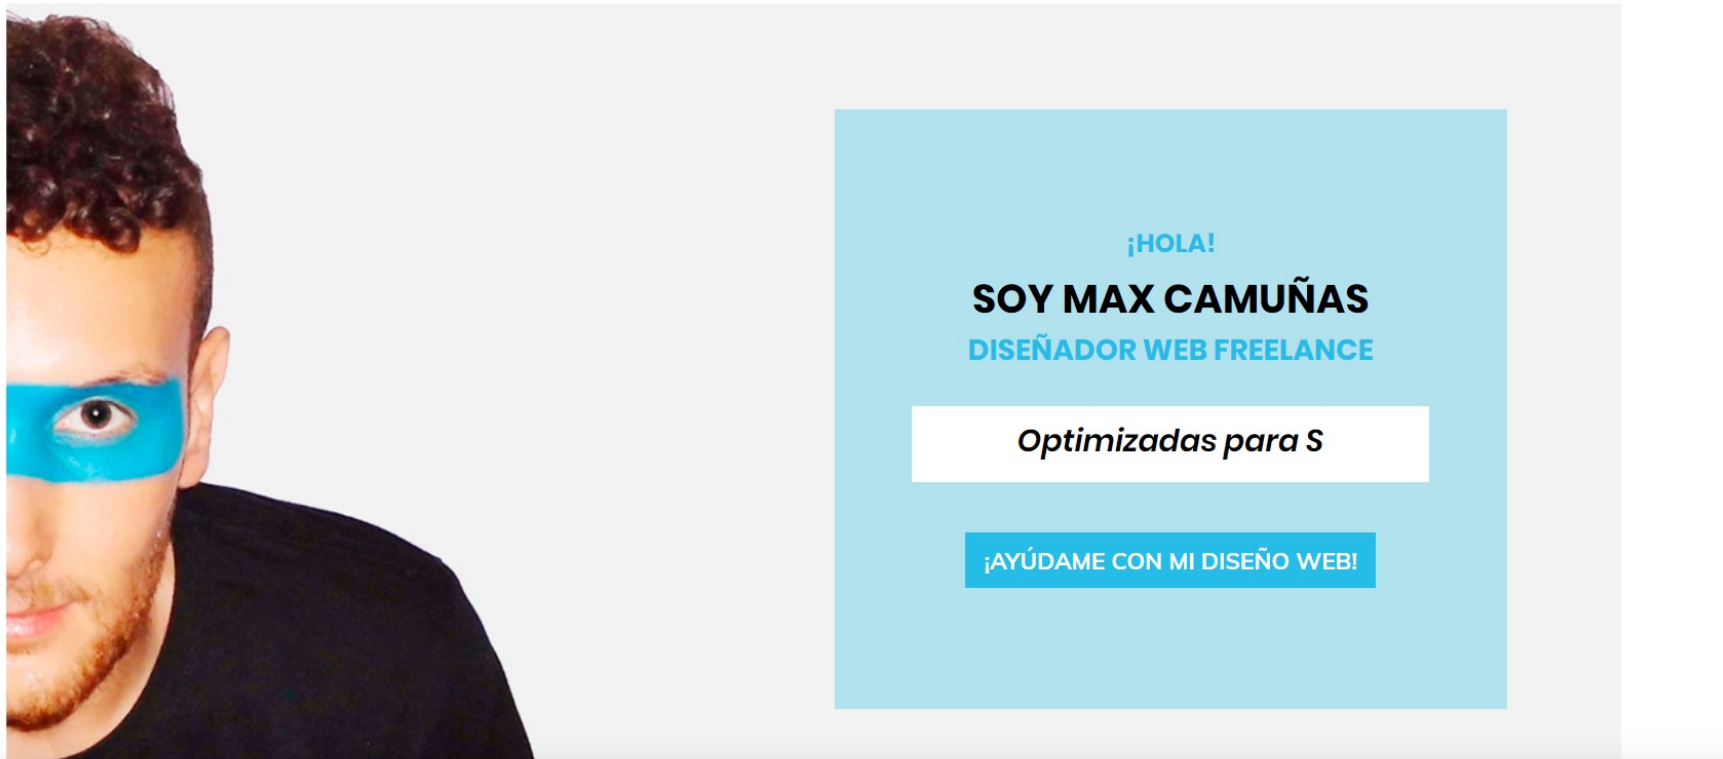 ¡HOLA!
SOY MAX CAMUÑAS
DISEÑADOR WEB FREELANCE
Optimizadas para S
¡AYÚDAME CON MI DISEÑO WEB!